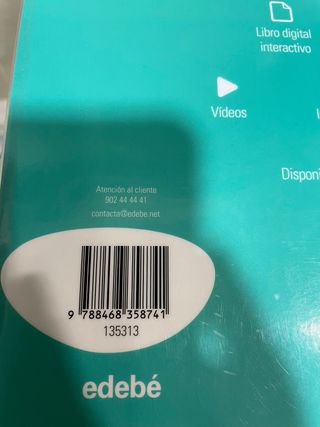 Libro digital
interactivo
Vídeos
Atención al cliente
902 44 44 41
contacta@edebe.net
9 788468 358741
135313
edebé